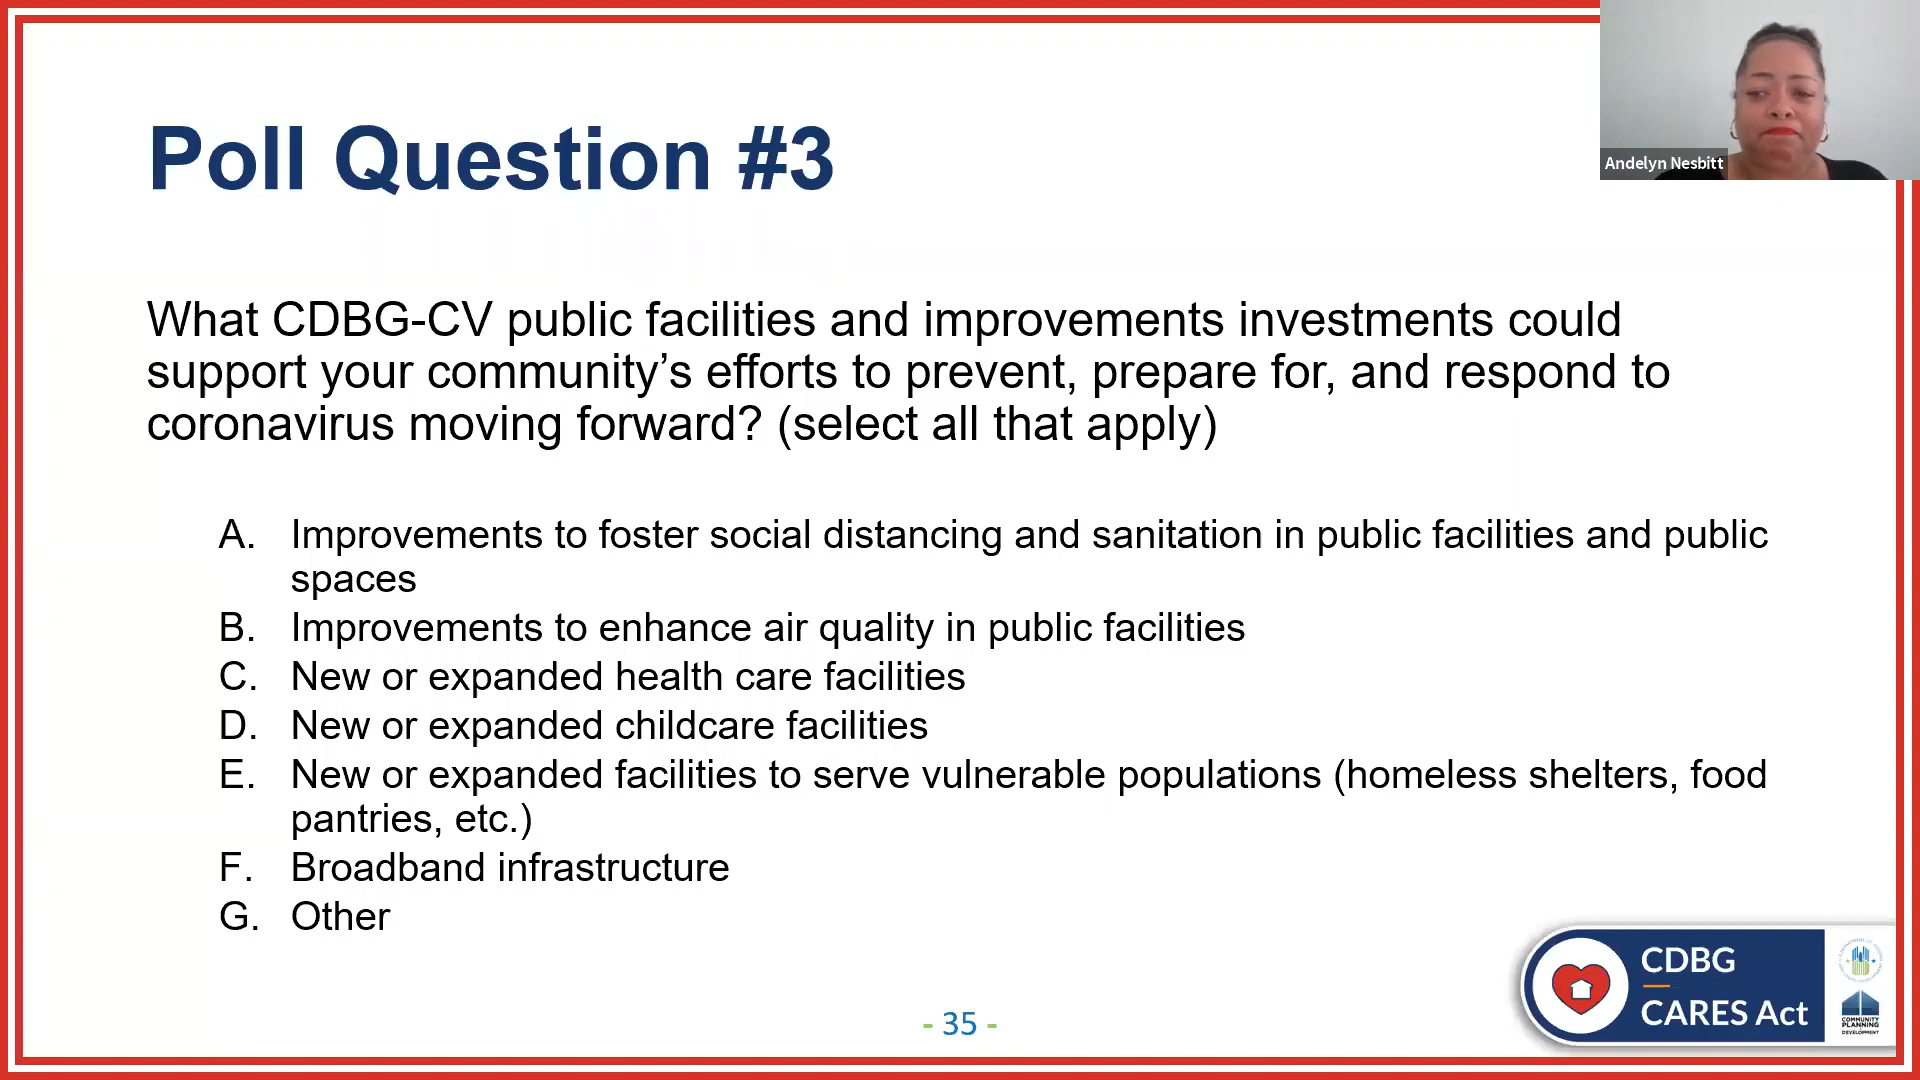 Poll Question #3
Andelyn Nesbitt
What CDBG-CV public facilities and improvements investments could
support your community’s efforts to prevent, prepare for, and respond to
coronavirus moving forward? (select all that apply)
A. Improvements to foster social distancing and sanitation in public facilities and public
spaces
B. Improvements to enhance air quality in public facilities
C. New or expanded health care facilities
D. New or expanded childcare facilities
E. New or expanded facilities to serve vulnerable populations (homeless shelters, food
pantries, etc.)
F. Broadband infrastructure
G. Other
- 35 -
CDBG
CARES Act
COMMUNITY
PLANNING
DEVELOPMENT